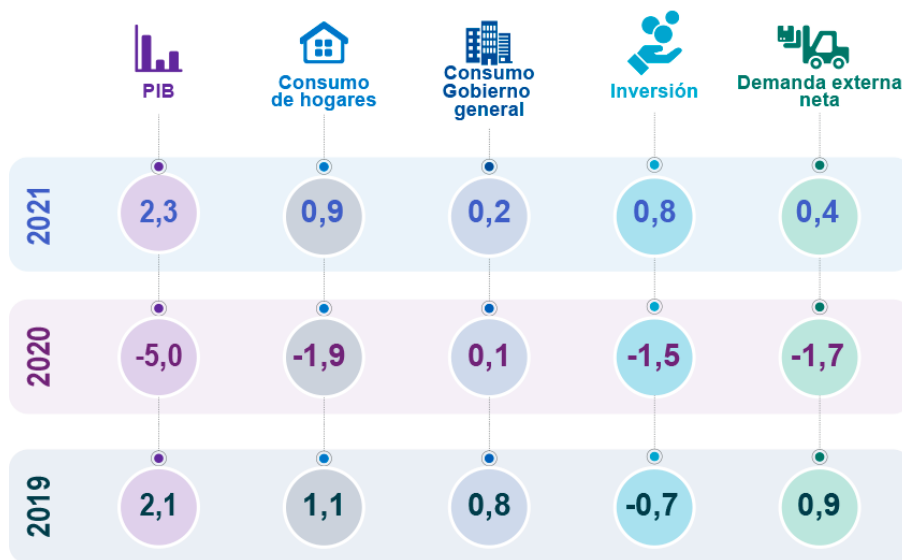 PIB
Consumo
de hogares
Consumo
Gobierno
general
Inversión
Demanda externa
neta
2021
2,3
0,9
0,2
0,8
0,4
2020
-5,0
-1,9
0,1
-1,5
-1,7
2019
2,1
1,1
0,8
-0,7
0,9